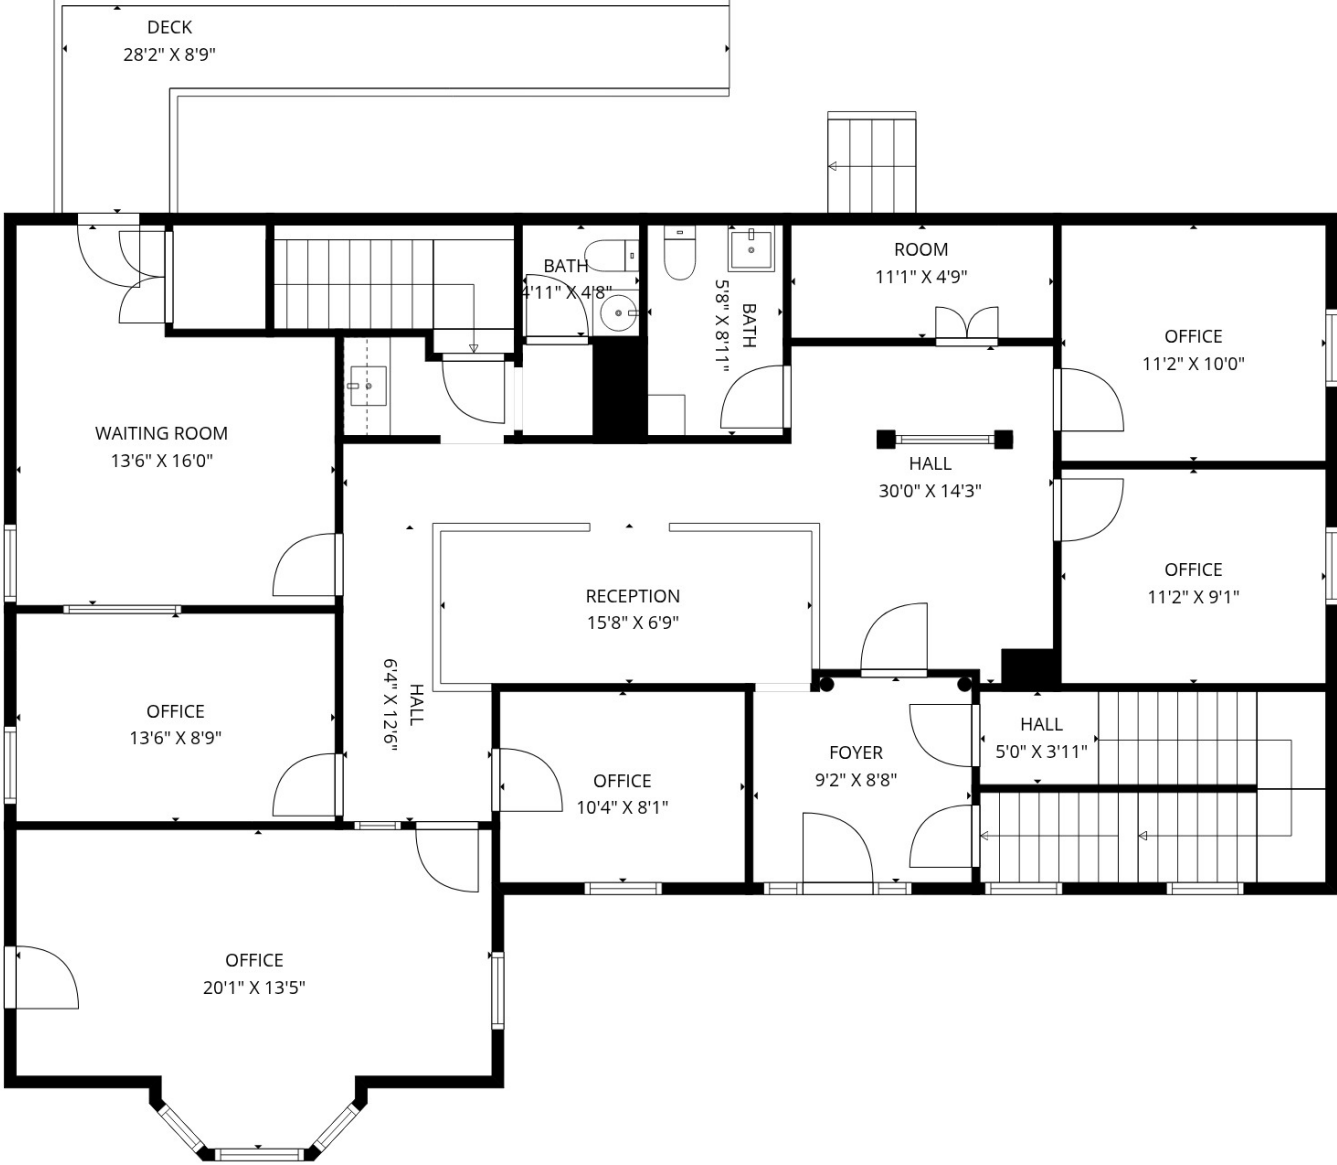 DECK
28'2" X 8'9"
BATH
4'11" X 4'8"
BATH
5'8" X 8'11"
ROOM
11'1" X 4'9"
OFFICE
11'2" X 10'0"
WAITING ROOM
13'6" X 16'0"
HALL
30'0" X 14'3"
OFFICE
11'2" X 9'1"
RECEPTION
15'8" X 6'9"
OFFICE
13'6" X 8'9"
HALL
6'4" X 12'6"
OFFICE
10'4" X 8'1"
FOYER
9'2" X 8'8"
HALL
5'0" X 3'11"
OFFICE
20'1" X 13'5"